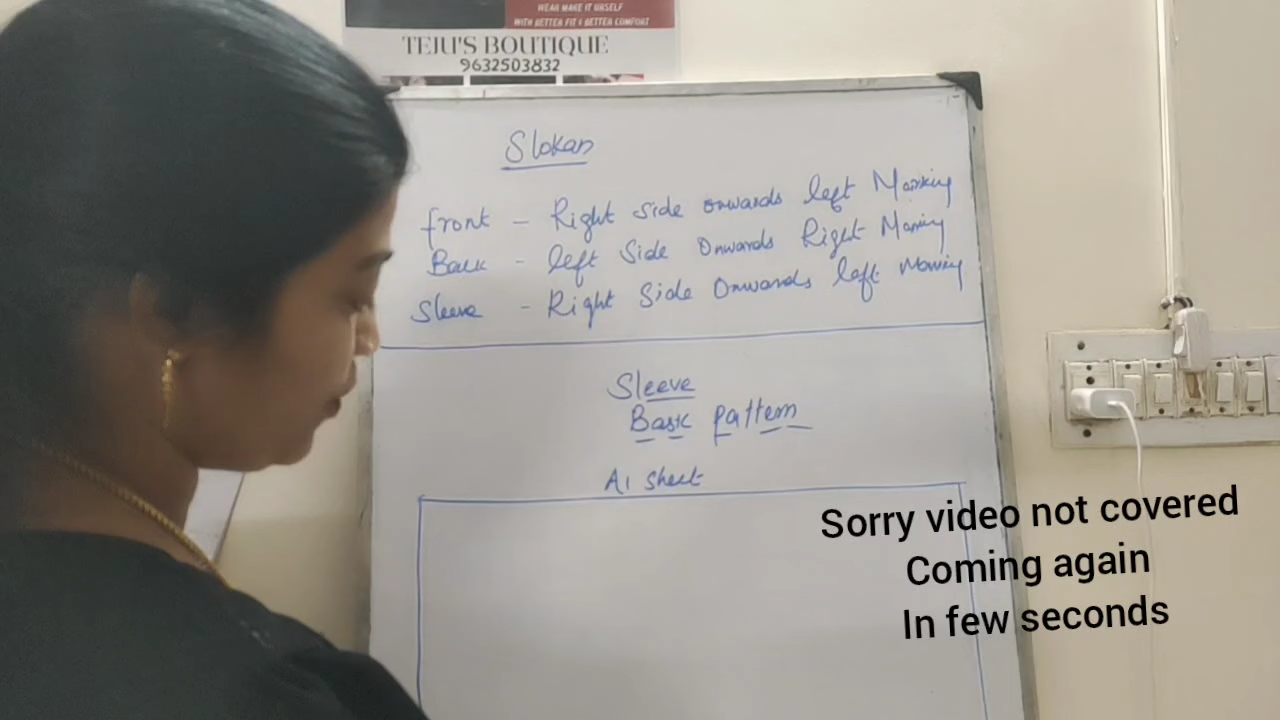 WEAR MAKE IT URSELF
WITH BETTER FIT & BETTER COMFORT
TEJU'S BOUTIQUE
9632503832
Slokan
front - Right side onwards left Marking
Back - left Side Onwards Right Marking
Sleeve - Right Side Onwards left Marking
Sleeve
Basic pattern
A1 sheet
Sorry video not covered
Coming again
In few seconds